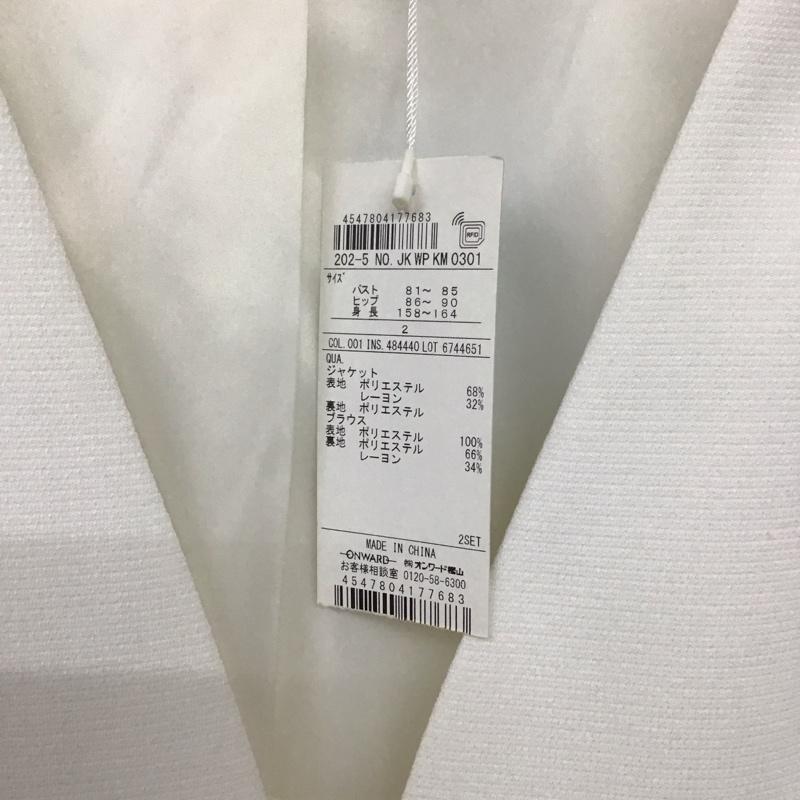 4547804177683
RFID
202-5 NO. JK WP KM 0301
サイズ
バスト 81～ 85
ヒップ 86～ 90
身 長 158～164
2
COL. 001 INS. 484440 LOT 6744651
QUA.
ジャケット
表地 ポリエステル 68%
レーヨン 32%
裏地 ポリエステル 100%
ブラウス
表地 ポリエステル 66%
裏地 ポリエステル 34%
レーヨン
2SET
MADE IN CHINA
ONWARD ㈱オンワード樫山
お客様相談室 0120-58-6300
4547804177683